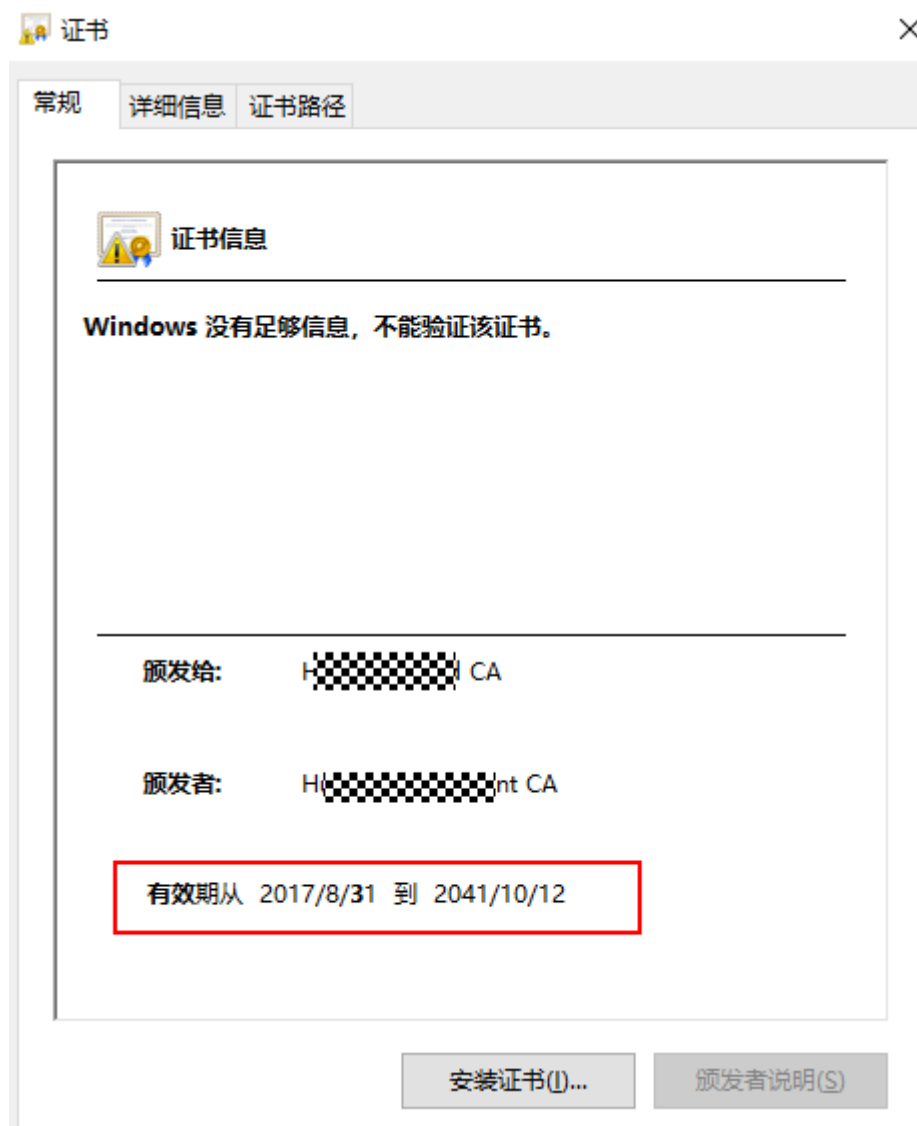 证书
常规 详细信息 证书路径
证书信息
Windows 没有足够信息，不能验证该证书。
颁发给: CA
颁发者: CA
有效期从 2017/8/31 到 2041/10/12
安装证书(I)... 颁发者说明(S)